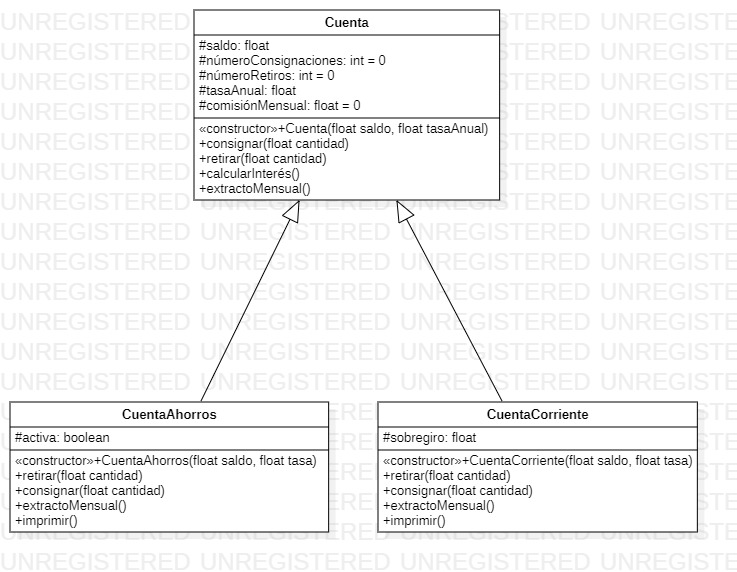 Cuenta
#saldo: float
#númeroConsignaciones: int = 0
#númeroRetiros: int = 0
#tasaAnual: float
#comisiónMensual: float = 0
«constructor»+Cuenta(float saldo, float tasaAnual)
+consignar(float cantidad)
+retirar(float cantidad)
+calcularInterés()
+extractoMensual()
CuentaAhorros
#activa: boolean
«constructor»+CuentaAhorros(float saldo, float tasa)
+retirar(float cantidad)
+consignar(float cantidad)
+extractoMensual()
+imprimir()
CuentaCorriente
#sobregiro: float
«constructor»+CuentaCorriente(float saldo, float tasa)
+retirar(float cantidad)
+consignar(float cantidad)
+extractoMensual()
+imprimir()
UNREGISTERED